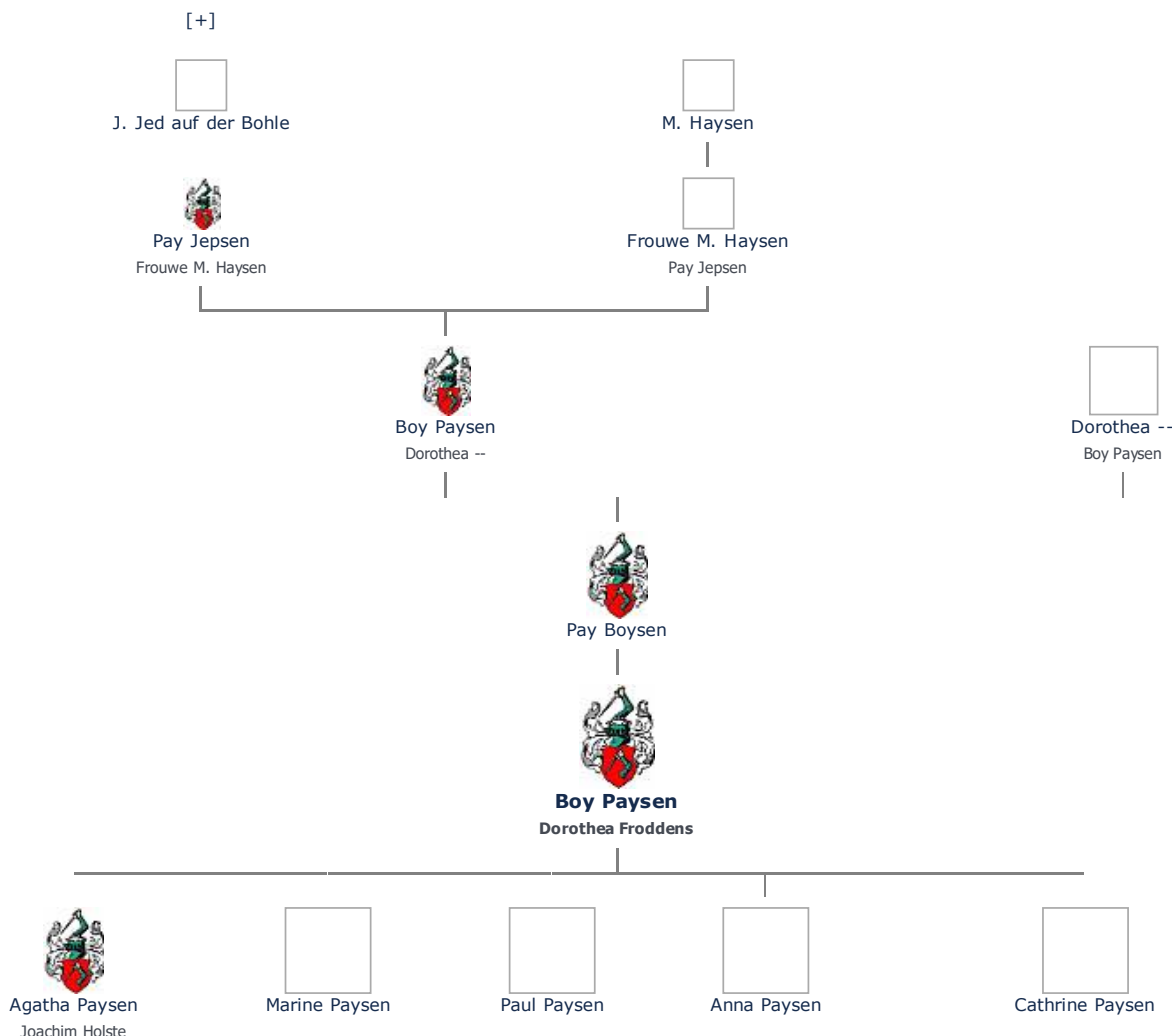 [+]
J. Jed auf der Bohle
M. Haysen
Pay Jepsen
Frouwe M. Haysen
Frouwe M. Haysen
Pay Jepsen
Boy Paysen
Dorothea --
Dorothea --
Boy Paysen
Pay Boysen
Boy Paysen
Dorothea Froddens
Agatha Paysen
Joachim Holste
Marine Paysen
Paul Paysen
Anna Paysen
Cathrine Paysen